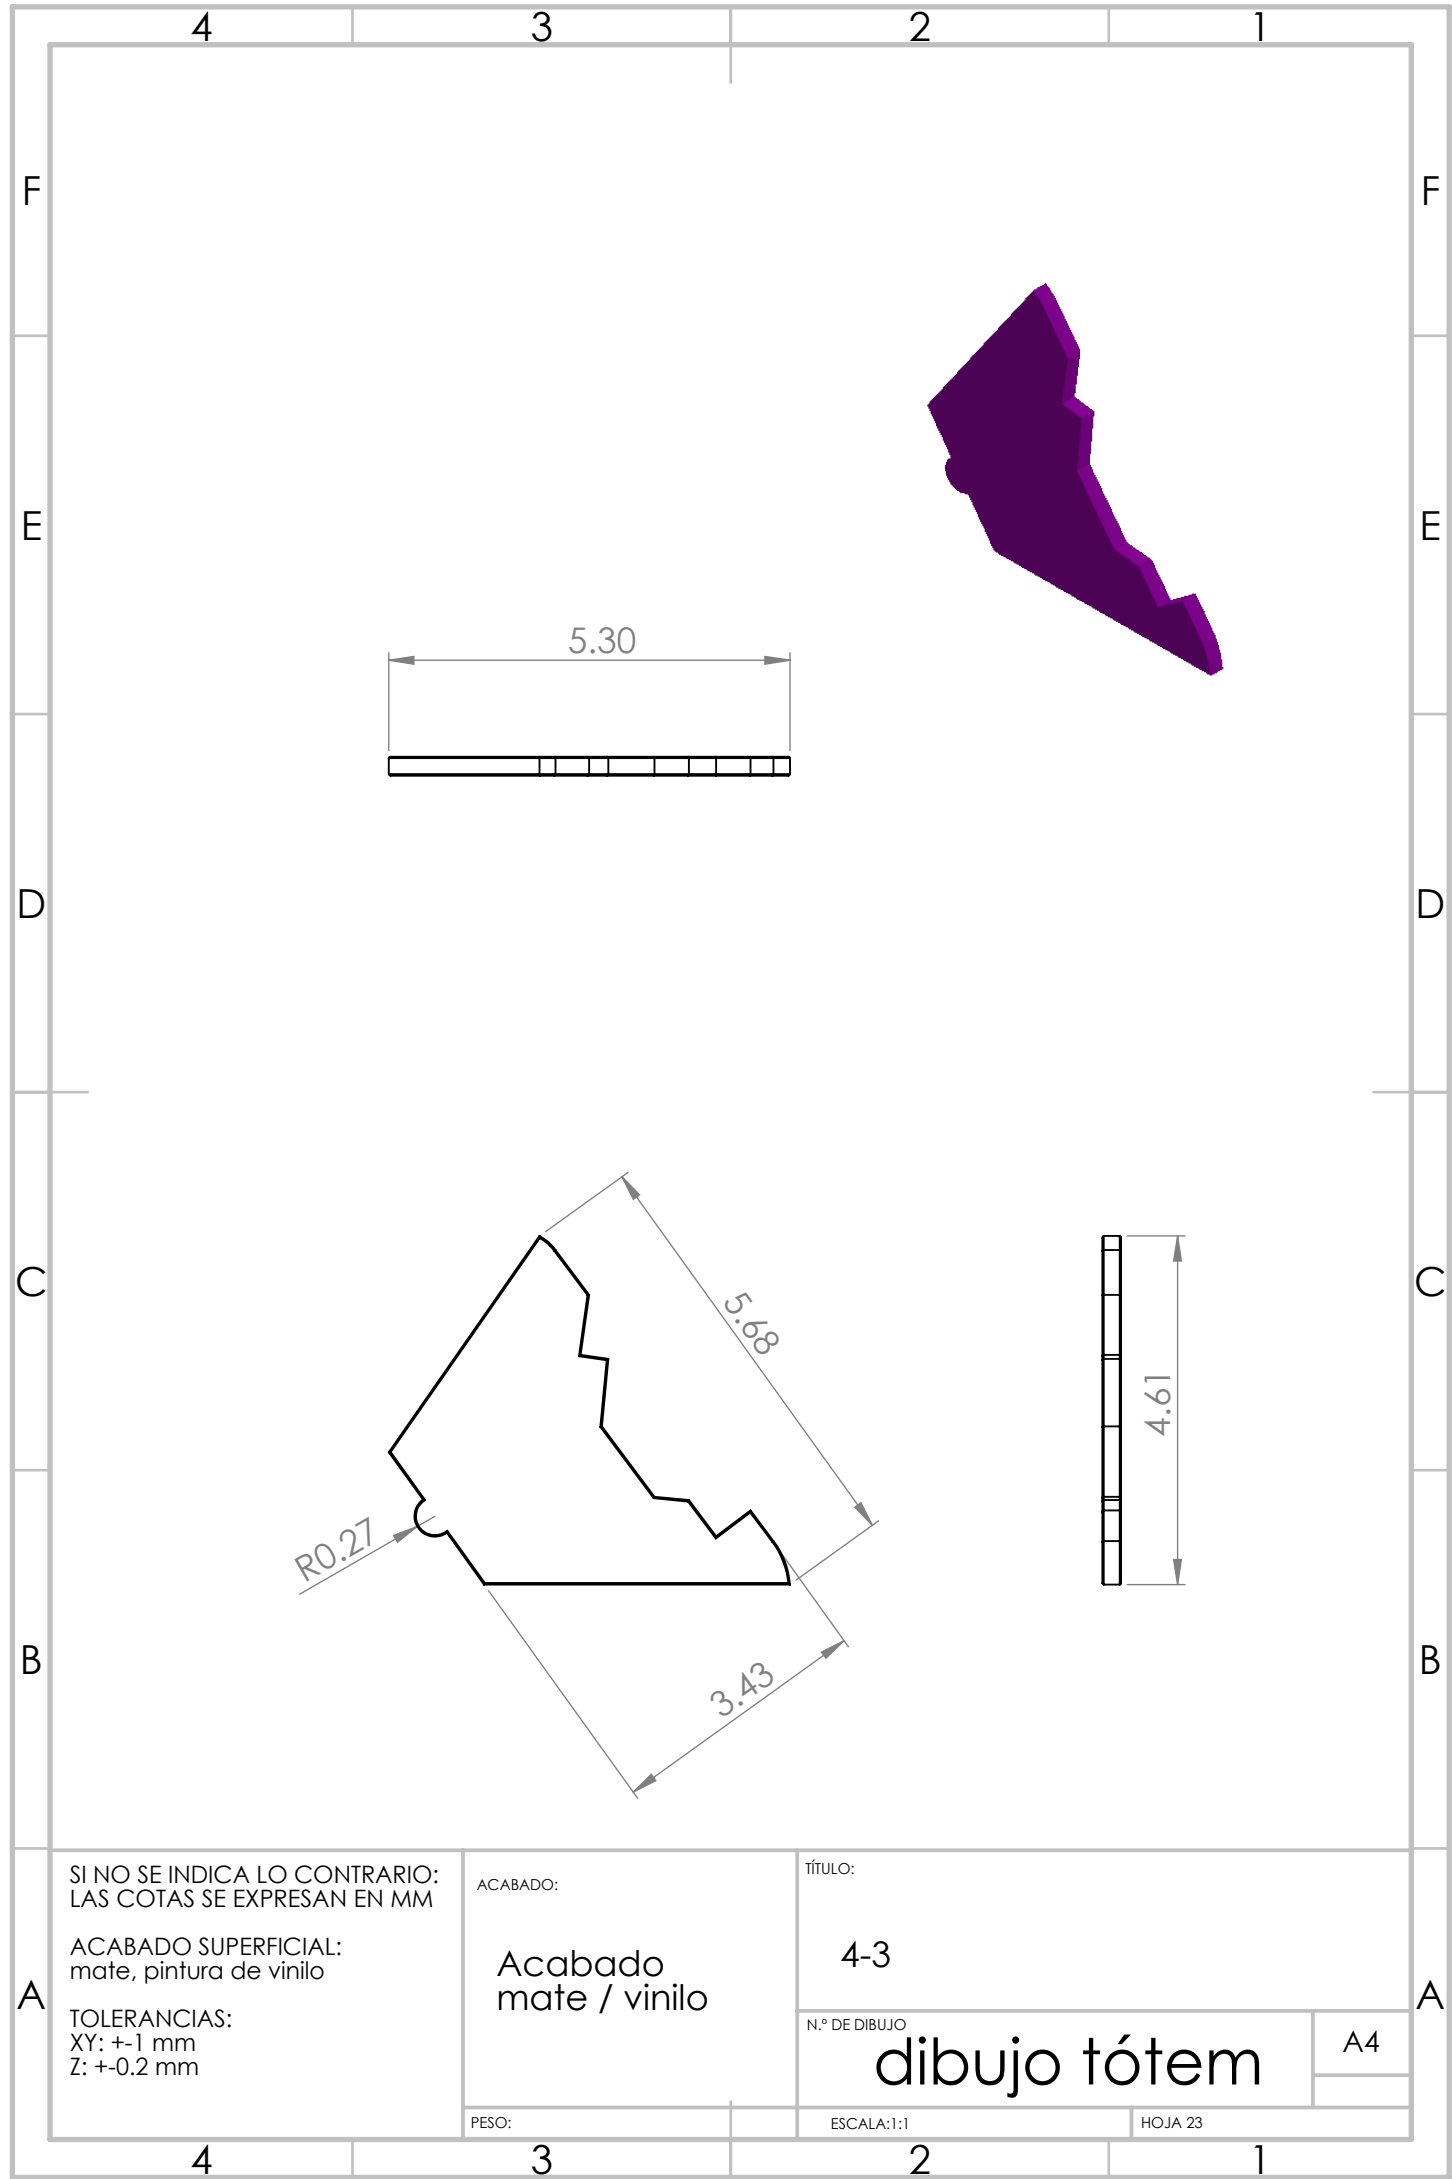 4 3 2 1
F F
E E
5.30
D D
C C
5.68
4.61
R0.27
B B
3.43
SI NO SE INDICA LO CONTRARIO:
LAS COTAS SE EXPRESAN EN MM
ACABADO SUPERFICIAL:
mate, pintura de vinilo
TOLERANCIAS:
XY: +-1 mm
Z: +-0.2 mm
ACABADO:
Acabado
mate / vinilo
PESO:
TÍTULO:
4-3
N.º DE DIBUJO
dibujo tótem
A4
ESCALA:1:1
HOJA 23
A A
4 3 2 1